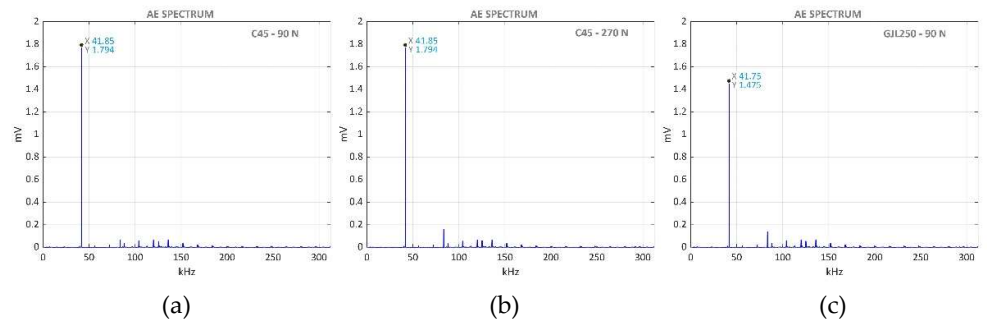 AE SPECTRUM
C45 - 90 N
X 41.85
Y 1.794
2
1.8
1.6
1.4
1.2
1
0.8
0.6
0.4
0.2
0
mV
0 50 100 150 200 250 300
kHz
(a)
AE SPECTRUM
C45 - 270 N
X 41.85
Y 1.794
2
1.8
1.6
1.4
1.2
1
0.8
0.6
0.4
0.2
0
mV
0 50 100 150 200 250 300
kHz
(b)
AE SPECTRUM
GJL250 - 90 N
X 41.73
Y 1.475
2
1.8
1.6
1.4
1.2
1
0.8
0.6
0.4
0.2
0
mV
0 50 100 150 200 250 300
kHz
(c)